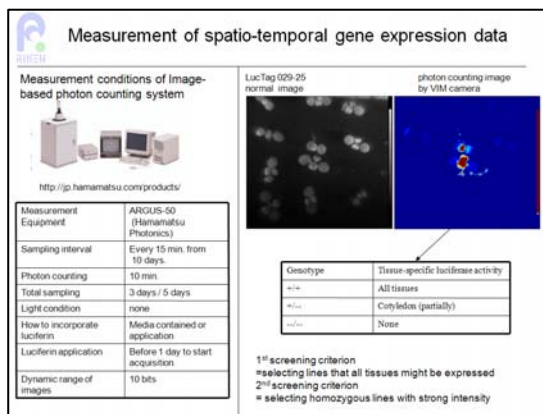 RIKEN
Measurement of spatio-temporal gene expression data
Measurement conditions of Image-
based photon counting system
http://jp.hamamatsu.com/products/
Measurement
Equipment
ARGUS-50
(Hamamatsu
Photonics)
Sampling interval
Every 15 min. from
10 days.
Photon counting
10 min.
Total sampling
3 days / 5 days
Light condition
none
How to incorporate
luciferin
Media contained or
application
Luciferin application
Before 1 day to start
acquisition
Dynamic range of
images
10 bits
LucTag 029-25
normal image
photon counting image
by VIM camera
Genotype
Tissue-specific luciferase activity
+/+
All tissues
+/--
Cotyledon (partially)
--/--
None
1st screening criterion
=selecting lines that all tissues might be expressed
2nd screening criterion
= selecting homozygous lines with strong intensity